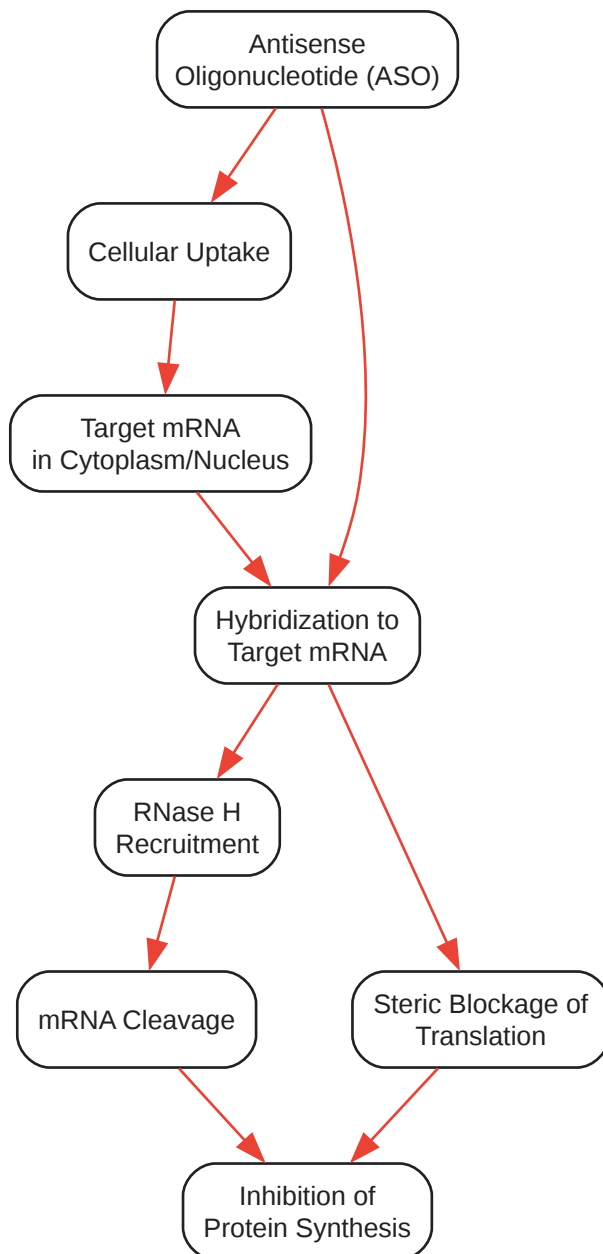 Antisense
Oligonucleotide (ASO)
Cellular Uptake
Target mRNA
in Cytoplasm/Nucleus
Hybridization to
Target mRNA
RNase H
Recruitment
mRNA Cleavage
Steric Blockage of
Translation
Inhibition of
Protein Synthesis